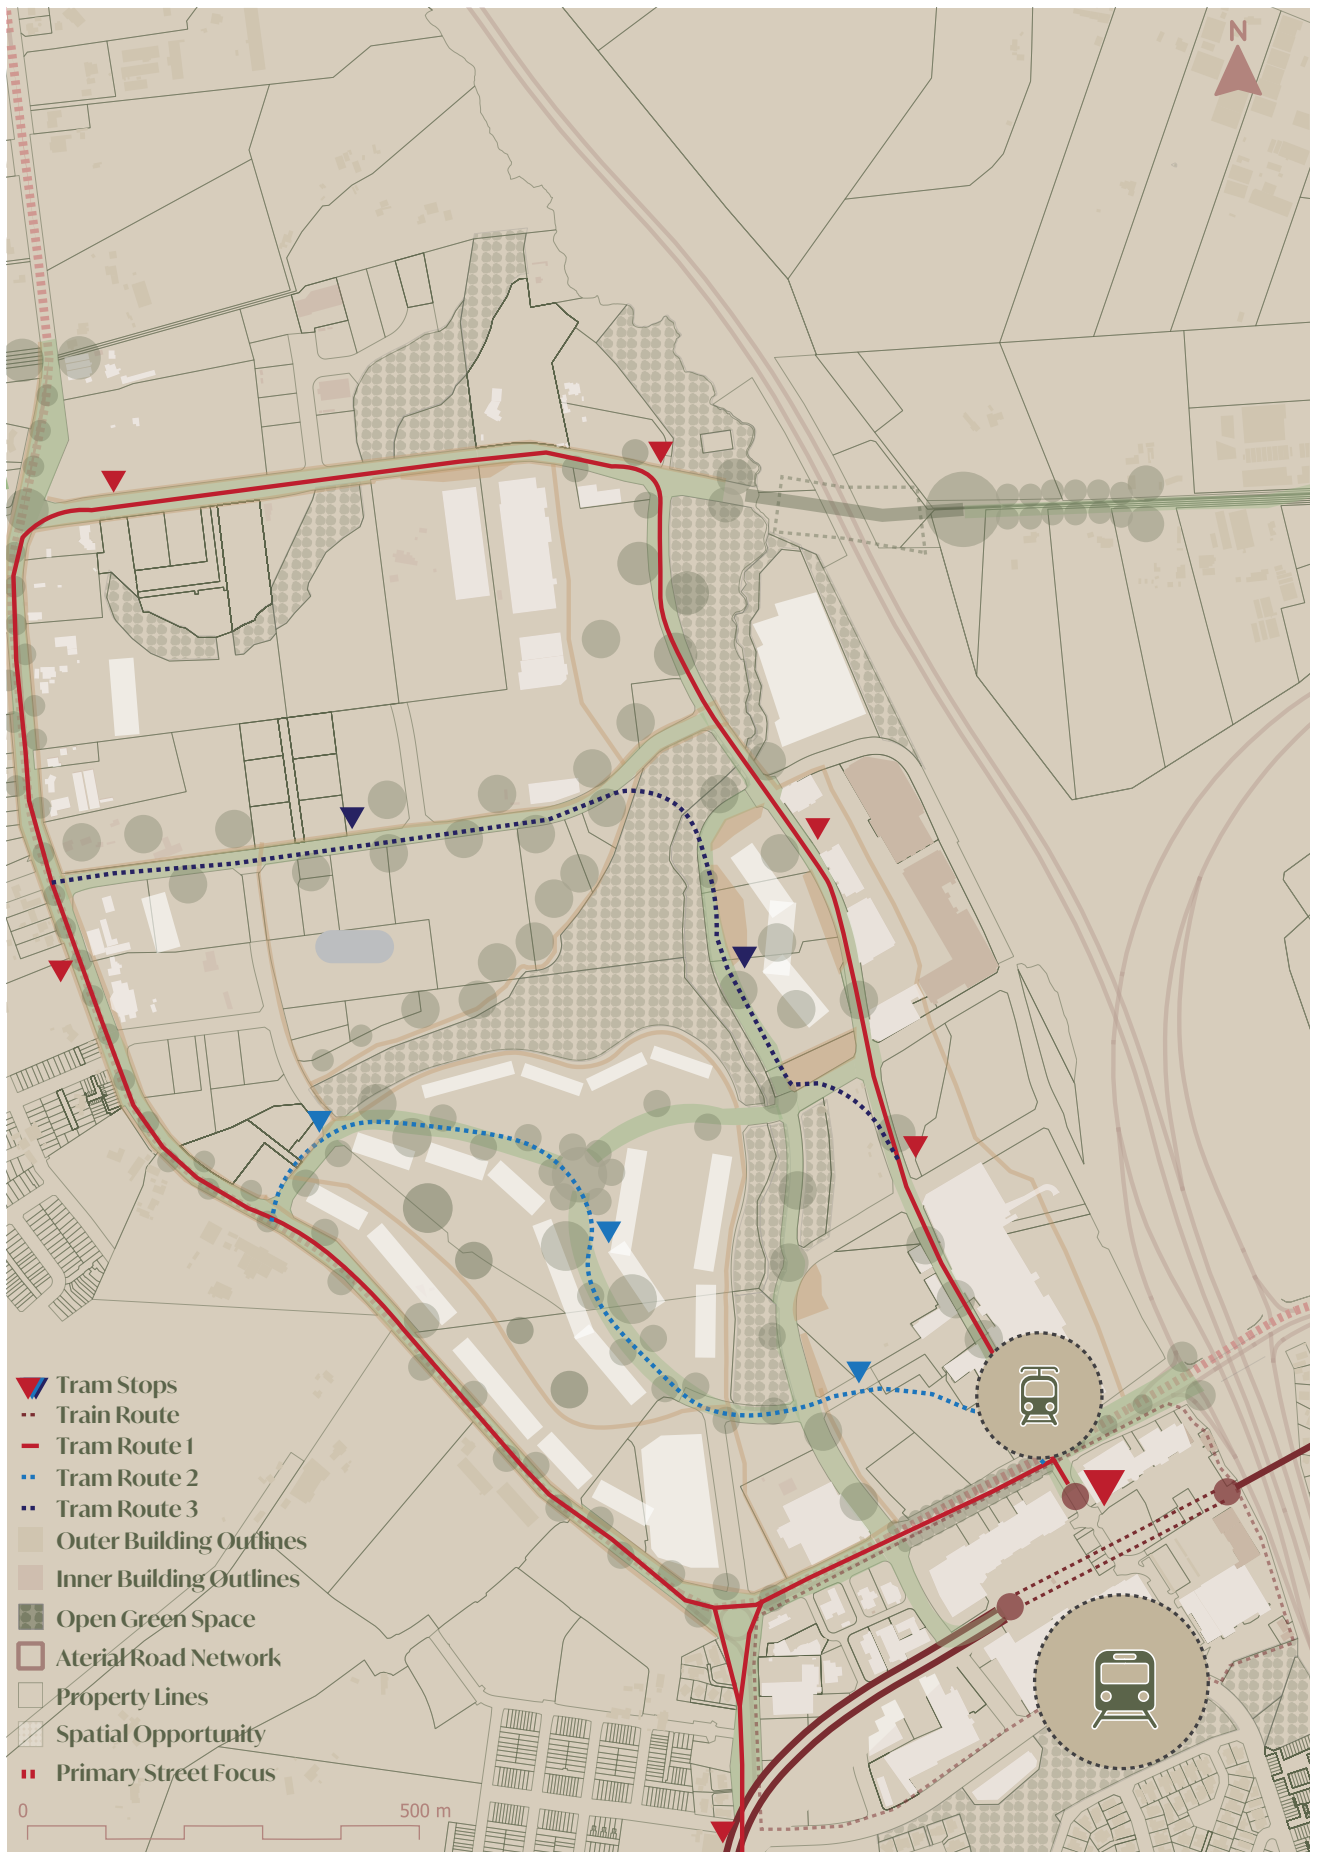 N
Tram Stops
Train Route
Tram Route 1
Tram Route 2
Tram Route 3
Outer Building Outlines
Inner Building Outlines
Open Green Space
Aterial Road Network
Property Lines
Spatial Opportunity
Primary Street Focus
0 500 m